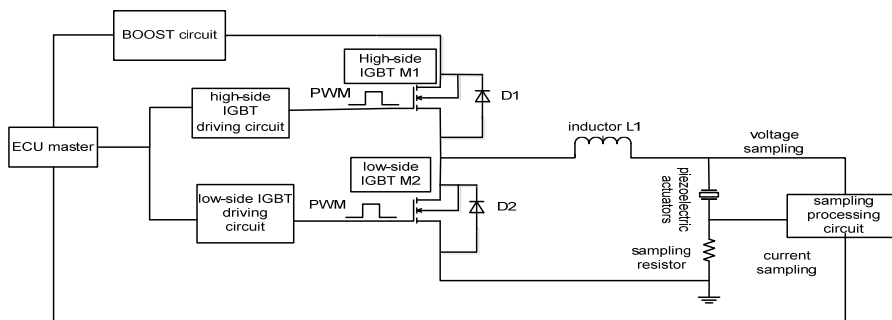 BOOST circuit
High-side
IGBT M1
D1
PWM
high-side
IGBT
driving circuit
ECU master
inductor L1
voltage
sampling
low-side
IGBT M2
D2
PWM
low-side IGBT
driving
circuit
piezoelectric
actuators
sampling
processing
circuit
sampling
resistor
current
sampling